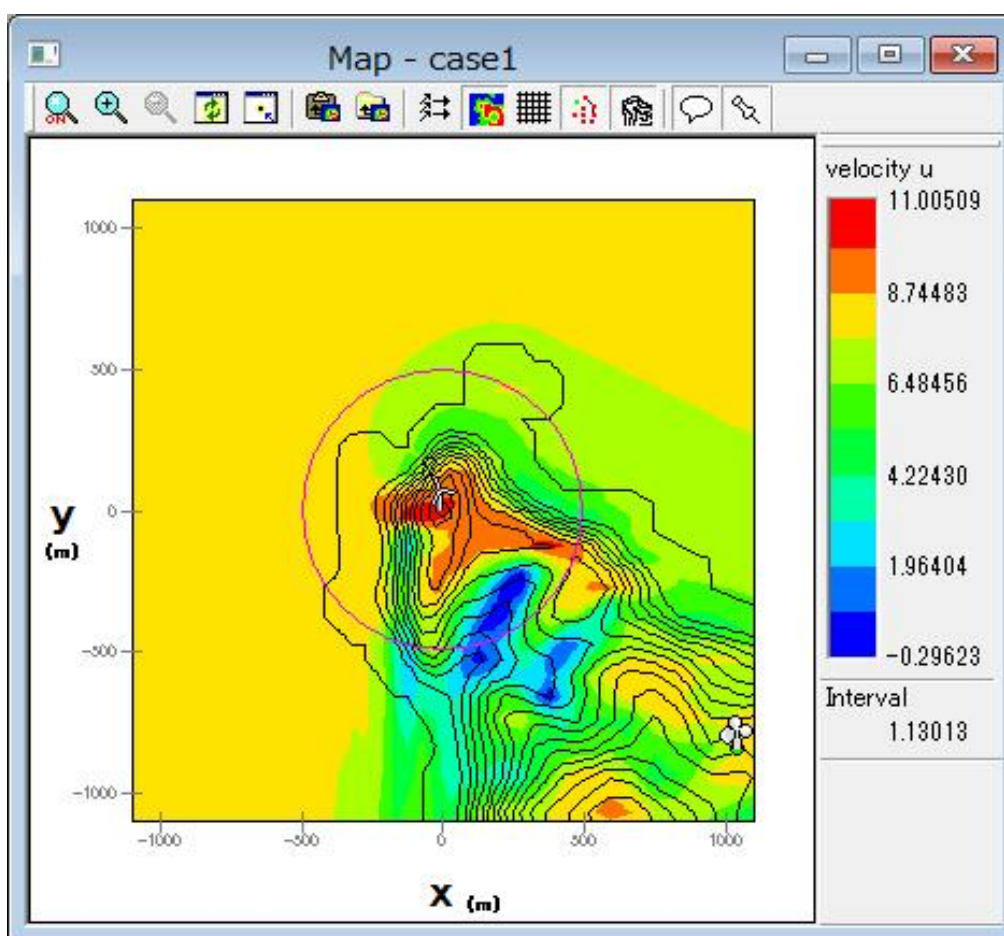 Map - case1
ON
velocity u
11.00509
8.74483
6.48456
4.22430
1.96404
-0.29623
Interval
1.13013
1000
500
y
0
(m)
-500
-1000
-1000
-500
0
500
1000
x (m)